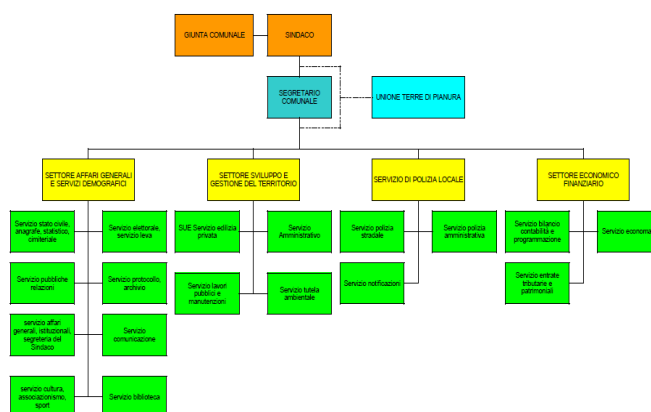 GIUNTA COMUNALE
SINDACO
SEGRETARIO
COMUNALE
UNIONE TERRE DI PIANURA
SETTORE AFFARI GENERALI
E SERVIZI DEMOGRAFICI
SETTORE SVILUPPO E
GESTIONE DEL TERRITORIO
SERVIZIO DI POLIZIA LOCALE
SETTORE ECONOMICO
FINANZIARIO
Servizio stato civile,
anagrafe, statistico,
cimiteriale
Servizio elettorale,
servizio leva
SUE Servizio edilizia
privata
Servizio
Amministrativo
Servizio polizia
stradale
Servizio polizia
amministrativa
Servizio bilancio
contabilità e
programmazione
Servizio economa
Servizio pubbliche
relazioni
Servizio protocollo,
archivio
Servizio lavori
pubblici e
manutenzioni
Servizio tutela
ambientale
Servizio notificazioni
Servizio entrate
tributarie e
patrimoniali
servizio affari
generali, istituzionali,
segreteria del
Sindaco
Servizio
comunicazione
servizio cultura,
associazionismo,
sport
Servizio biblioteca